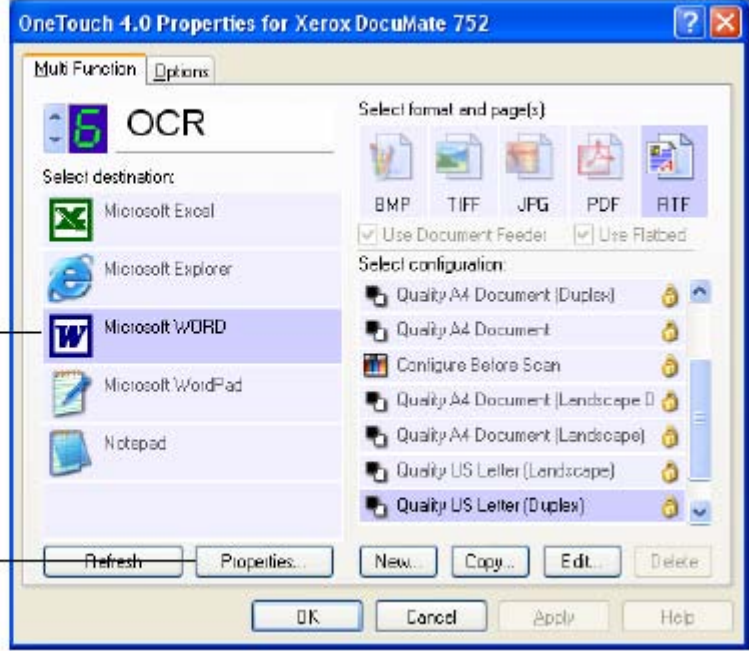 OneTouch 4.0 Properties for Xerox DocuMate 752
Multi Function
Options
6 OCR
Select destination:
Microsoft Excel
Microsoft Explorer
Microsoft WORD
Microsoft WordPad
Notepad
Refresh
Properties...
Select format and page(s)
BMP TIFF JPG PDF RTF
Use Document Feeder
Use Flatbed
Select configuration:
Quality A4 Document (Duplex)
Quality A4 Document
Configure Before Scan
Quality A4 Document (Landscape D
Quality A4 Document (Landscape)
Quality US Letter (Landscape)
Quality US Letter (Duplex)
New... Copy... Edit... Delete
OK Cancel Apply Help